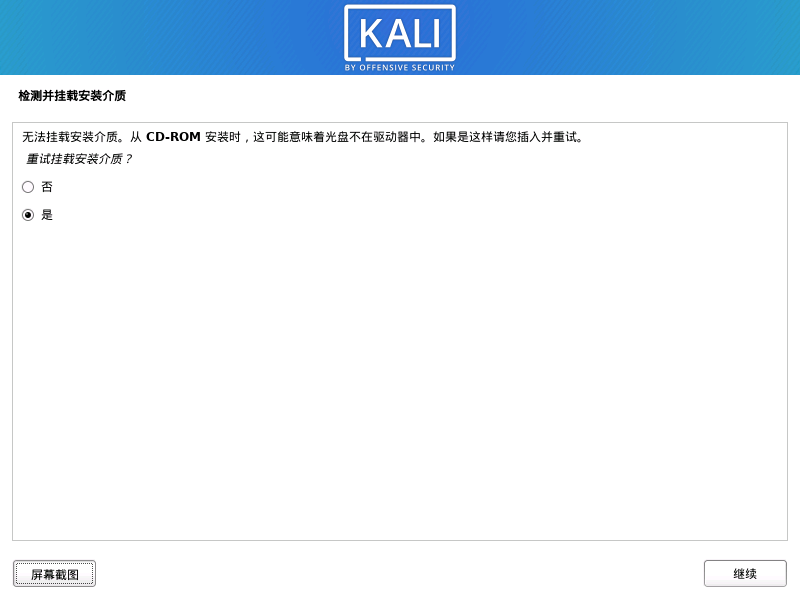 KALI
BY OFFENSIVE SECURITY
检测并挂载安装介质
无法挂载安装介质。从 CD-ROM 安装时，这可能意味着光盘不在驱动器中。如果是这样请您插入并重试。
重试挂载安装介质？
否
是
屏幕截图
继续